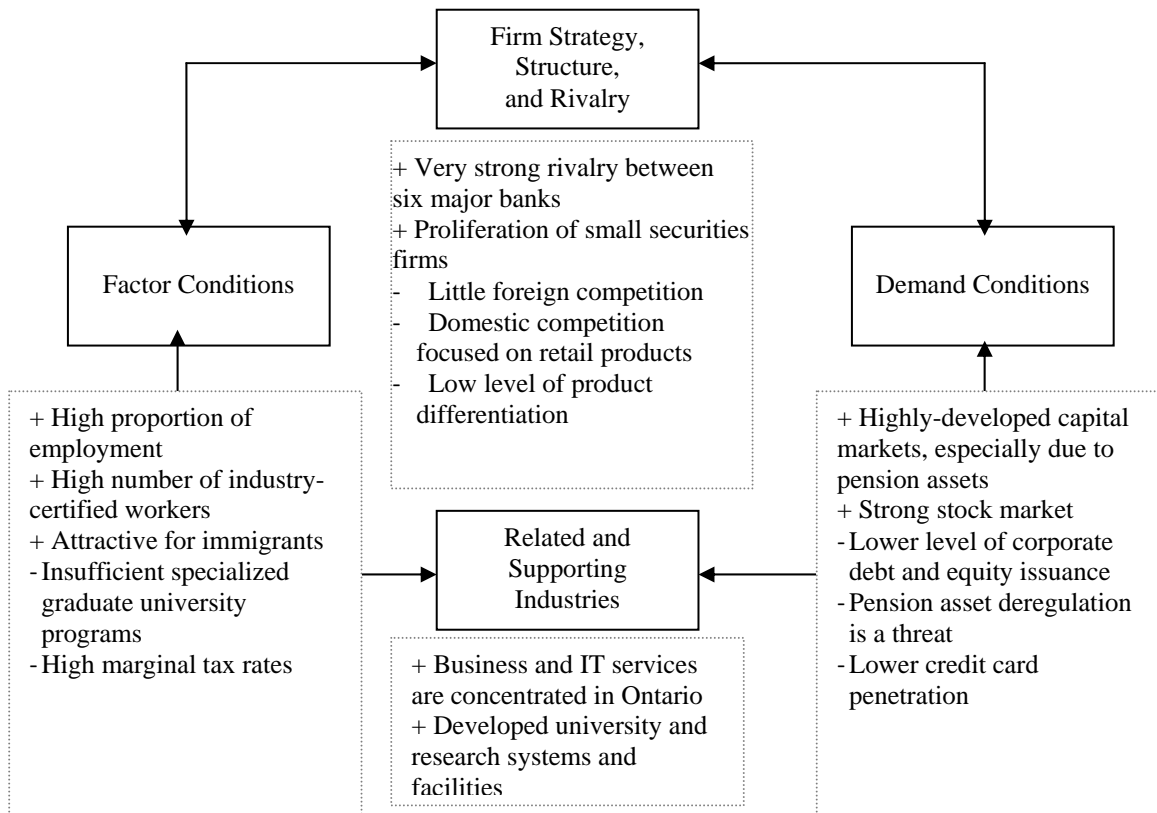 Firm Strategy,
Structure,
and Rivalry
+ Very strong rivalry between
six major banks
+ Proliferation of small securities
firms
- Little foreign competition
- Domestic competition
focused on retail products
- Low level of product
differentiation
Factor Conditions
Demand Conditions
+ High proportion of
employment
+ High number of industry-
certified workers
+ Attractive for immigrants
- Insufficient specialized
graduate university
programs
- High marginal tax rates
+ Highly-developed capital
markets, especially due to
pension assets
+ Strong stock market
- Lower level of corporate
debt and equity issuance
- Pension asset deregulation
is a threat
- Lower credit card
penetration
Related and
Supporting
Industries
+ Business and IT services
are concentrated in Ontario
+ Developed university and
research systems and
facilities